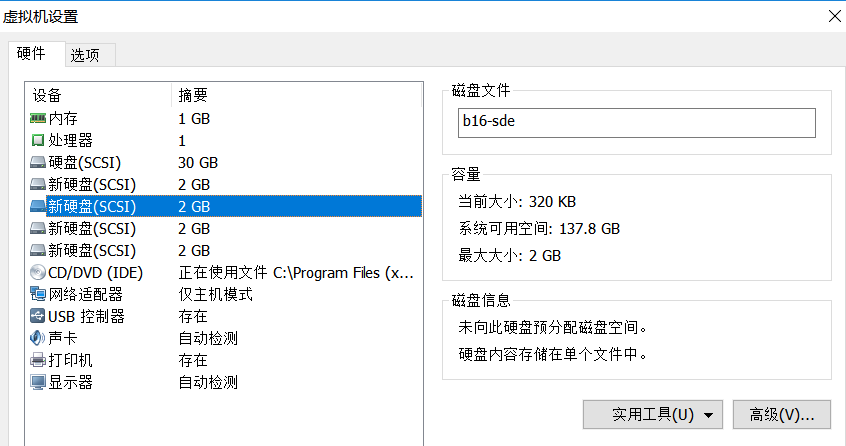 虚拟机设置
硬件 选项
设备 摘要
内存 1 GB
处理器 1
硬盘(SCSI) 30 GB
新硬盘(SCSI) 2 GB
新硬盘(SCSI) 2 GB
新硬盘(SCSI) 2 GB
新硬盘(SCSI) 2 GB
CD/DVD (IDE) 正在使用文件 C:\Program Files (x...
网络适配器 仅主机模式
USB 控制器 存在
声卡 自动检测
打印机 存在
显示器 自动检测
磁盘文件
b16-sde
容量
当前大小: 320 KB
系统可用空间: 137.8 GB
最大大小: 2 GB
磁盘信息
未向此硬盘预分配磁盘空间。
硬盘内容存储在单个文件中。
实用工具(U) 高级(V)...